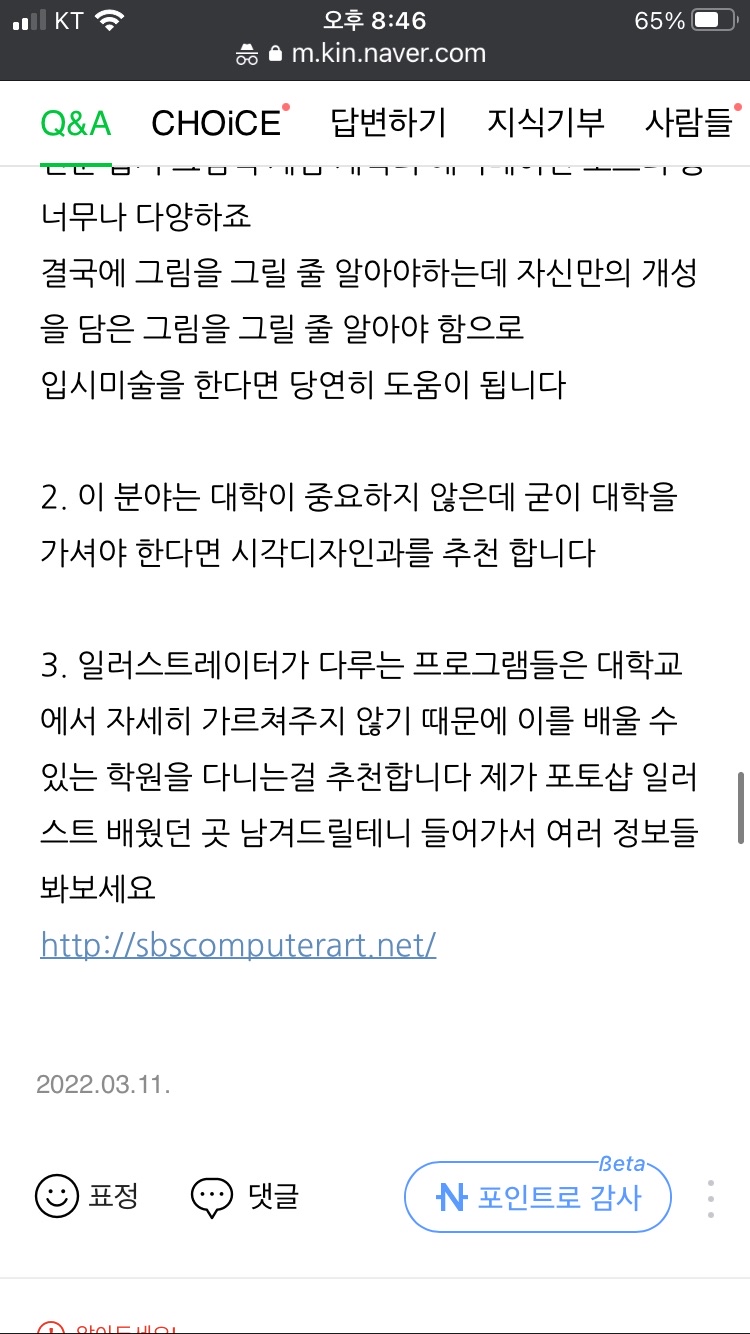 KT 오후 8:46 65%
m.kin.naver.com
Q&A CHOiCE 답변하기 지식기부 사람들
너무나 다양하죠
결국에 그림을 그릴 줄 알아야하는데 자신만의 개성
을 담은 그림을 그릴 줄 알아야 함으로
입시미술을 한다면 당연히 도움이 됩니다
2. 이 분야는 대학이 중요하지 않은데 굳이 대학을
가셔야 한다면 시각디자인과를 추천 합니다
3. 일러스트레이터가 다루는 프로그램들은 대학교
에서 자세히 가르쳐주지 않기 때문에 이를 배울 수
있는 학원을 다니는걸 추천합니다 제가 포토샵 일러
스트 배웠던 곳 남겨드릴테니 들어가서 여러 정보들
봐보세요
http://sbscomputerart.net/
2022.03.11.
Beta
표정 댓글 N 포인트로 감사